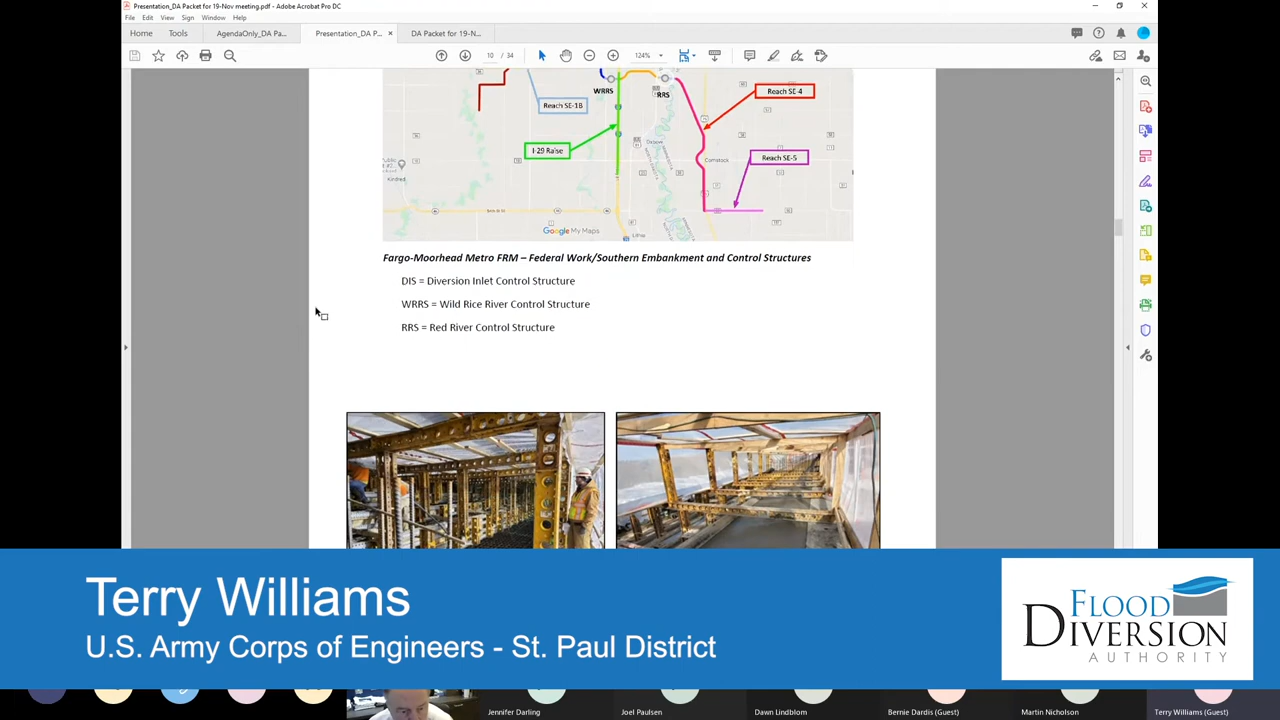 Presentation_DA Packet for 19-Nov meeting.pdf - Adobe Acrobat Pro DC
File Edit View Sign Window Help
Home Tools AgendaOnly_DA Pa... Presentation_DA P... × DA Packet for 19-N...
10 / 34 124%
WRRS RRS Reach SE-4
Reach SE-1B
I-29 Raise
Comstock Reach SE-5
Kindred
Google My Maps
Fargo-Moorhead Metro FRM – Federal Work/Southern Embankment and Control Structures
DIS = Diversion Inlet Control Structure
WRRS = Wild Rice River Control Structure
RRS = Red River Control Structure
Terry Williams
U.S. Army Corps of Engineers - St. Paul District
FLOOD
DIVERSION
AUTHORITY
Jennifer Darling Joel Paulsen Dawn Lindblom Bernie Dardis (Guest) Martin Nicholson Terry Williams (Guest)